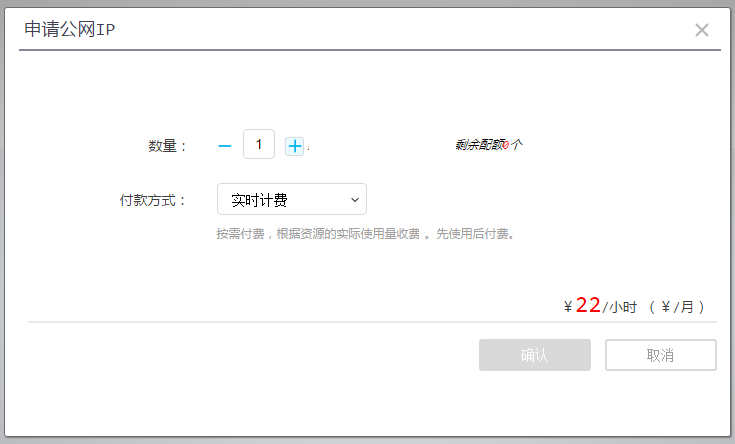 申请公网IP
数量： 1 剩余配额0个
付款方式： 实时计费
按需付费，根据资源的实际使用量收费 。先使用后付费。
¥22/小时 （¥/月）
确认 取消